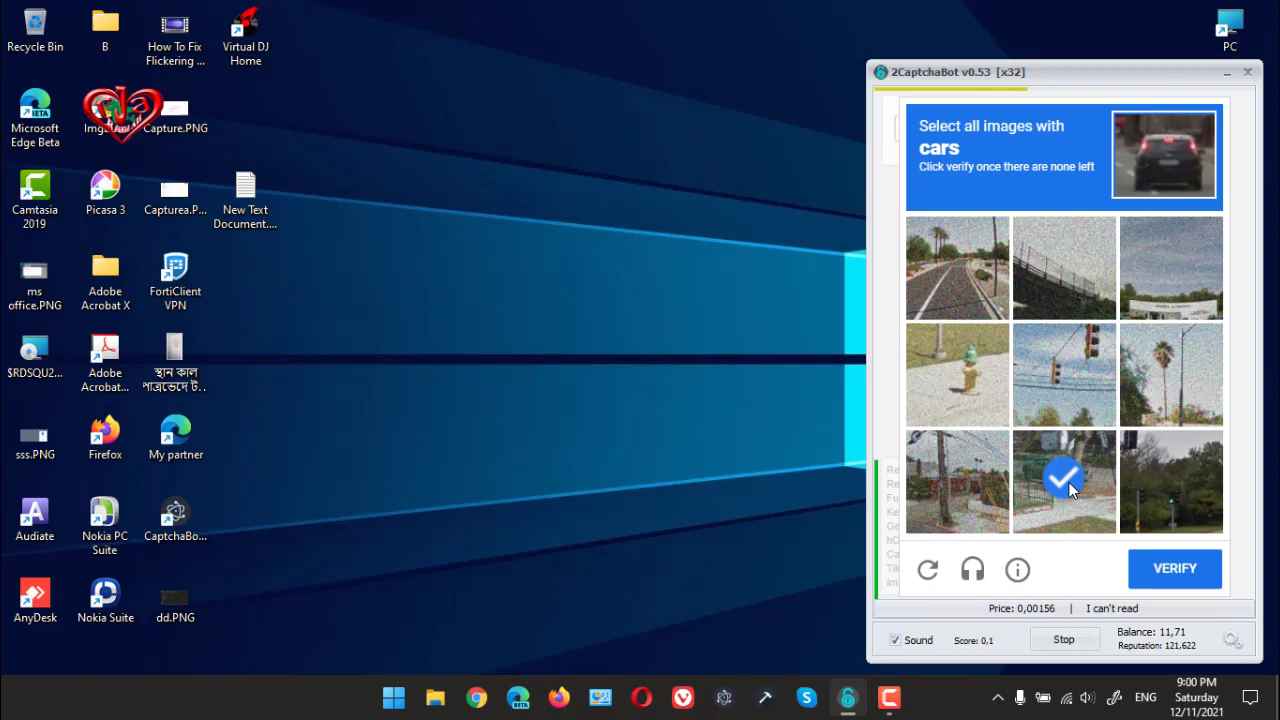 Recycle Bin
B
How To Fix
Flickering ...
Virtual DJ
Home
PC
Microsoft
Edge Beta
Capture.PNG
Camtasia
2019
Picasa 3
Capturea.P...
New Text
Document....
ms
office.PNG
Adobe
Acrobat X
FortiClient
VPN
$RDSQU2...
Adobe
Acrobat...
স্থান কাল
পাত্রভেদে ট...
sss.PNG
Firefox
My partner
Audiate
Nokia PC
Suite
CaptchaBo...
AnyDesk
Nokia Suite
dd.PNG
2CaptchaBot v0.53 [x32]
Select all images with
cars
Click verify once there are none left
VERIFY
Price: 0,00156 | I can't read
Sound
Score: 0,1
Stop
Balance: 11,71
Reputation: 121,622
ENG
9:00 PM
Saturday
12/11/2021